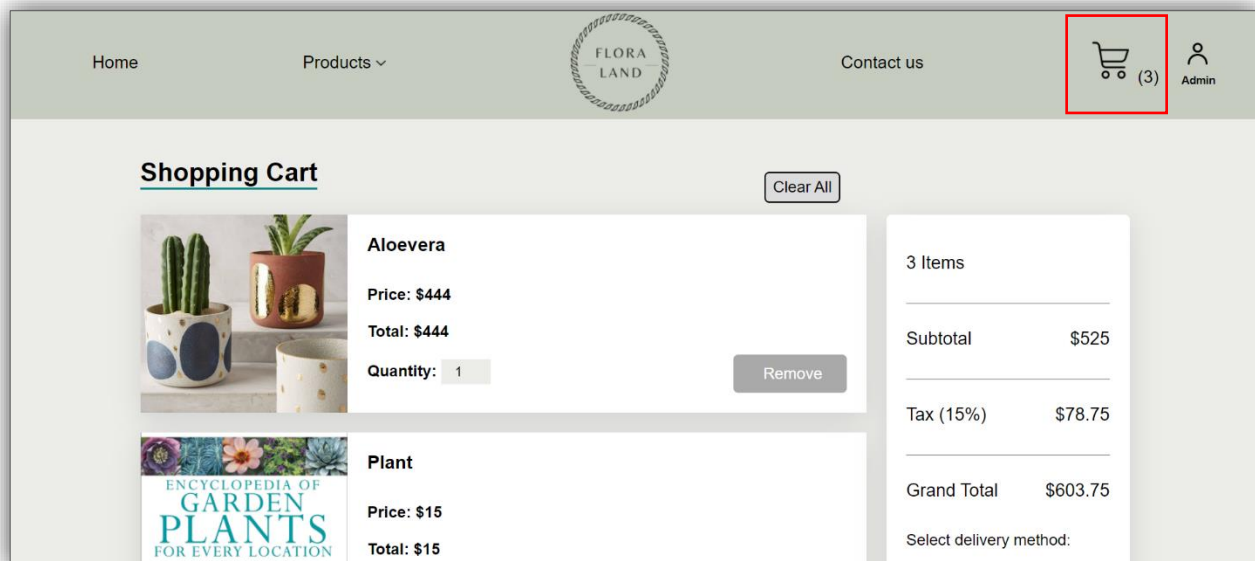 Home
Products
FLORA
LAND
Contact us
(3)
Admin
Shopping Cart
Clear All
Aloevera
Price: $444
Total: $444
Quantity: 1
Remove
Plant
Price: $15
Total: $15
ENCYCLOPEDIA OF
GARDEN
PLANTS
FOR EVERY LOCATION
3 Items
Subtotal $525
Tax (15%) $78.75
Grand Total $603.75
Select delivery method: